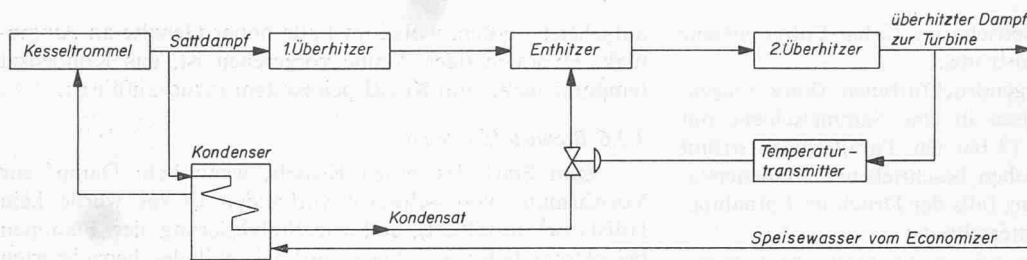 überhitzter Dampf
zur Turbine
Kesseltrommel
Sattdampf
1.Überhitzer
Enthitzer
2.Überhitzer
Temperatur-
transmitter
Kondenser
Kondensat
Speisewasser vom Economizer